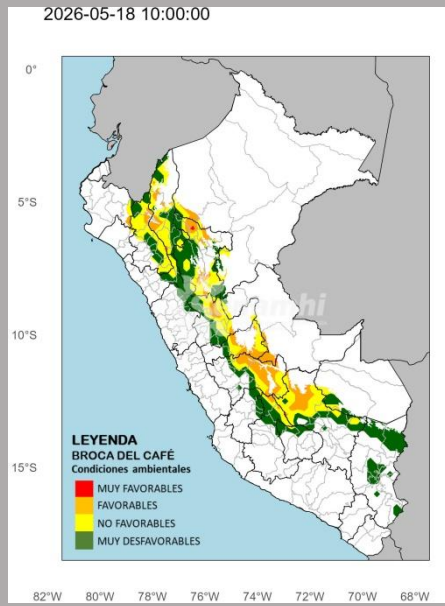 2026-05-18 10:00:00
0°
5°S
10°S
15°S
senamhi
LEYENDA
BROCA DEL CAFÉ
Condiciones ambientales
MUY FAVORABLES
FAVORABLES
NO FAVORABLES
MUY DESFAVORABLES
82°W 80°W 78°W 76°W 74°W 72°W 70°W 68°W